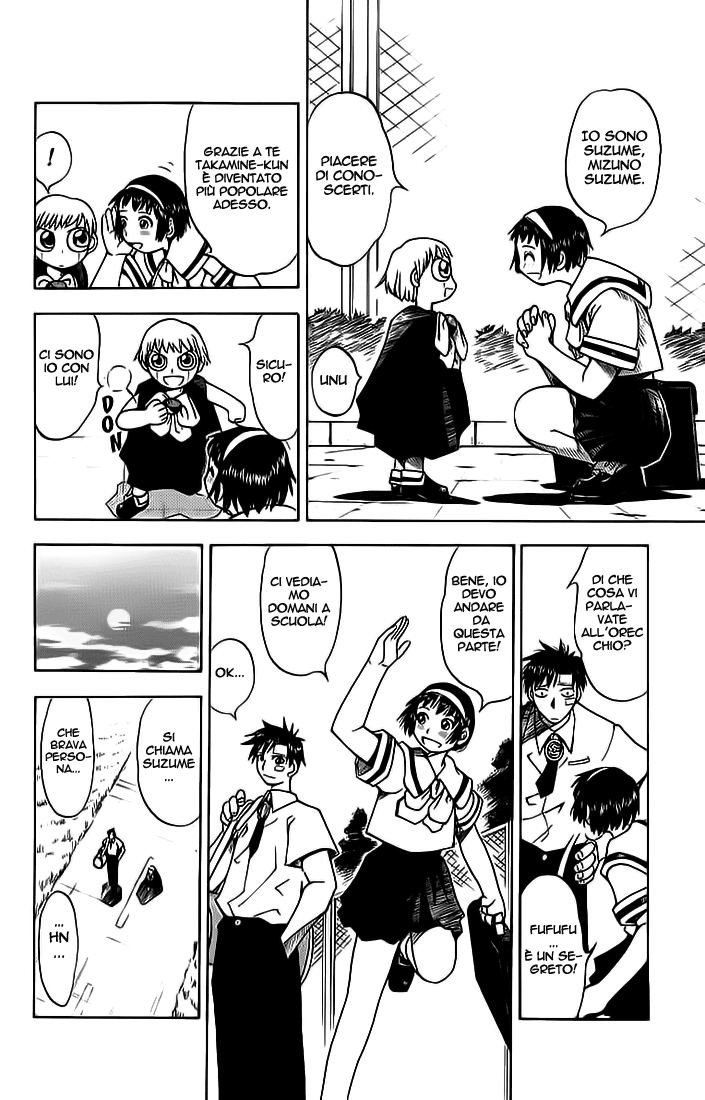 IO SONO
SUZUME,
MIZUNO
SUZUME.
PIACERE
DI CONO-
SCERTI.
UNU
GRAZIE A TE
TAKAMINE-KUN
È DIVENTATO
PIÙ POPOLARE
ADESSO.
!
SICU-
RO!
CI SONO
IO CON
LUI!
DON
DI CHE
COSA VI
PARLA-
VATE
ALL'OREC
CHIO?
FUFUFU
...
È UN SE-
GRETO!
BENE, IO
DEVO
ANDARE
DA
QUESTA
PARTE!
CI VEDIA-
MO
DOMANI A
SCUOLA!
OK...
SI
CHIAMA
SUZUME
...
CHE
BRAVA
PERSO-
NA...
...
HN
...